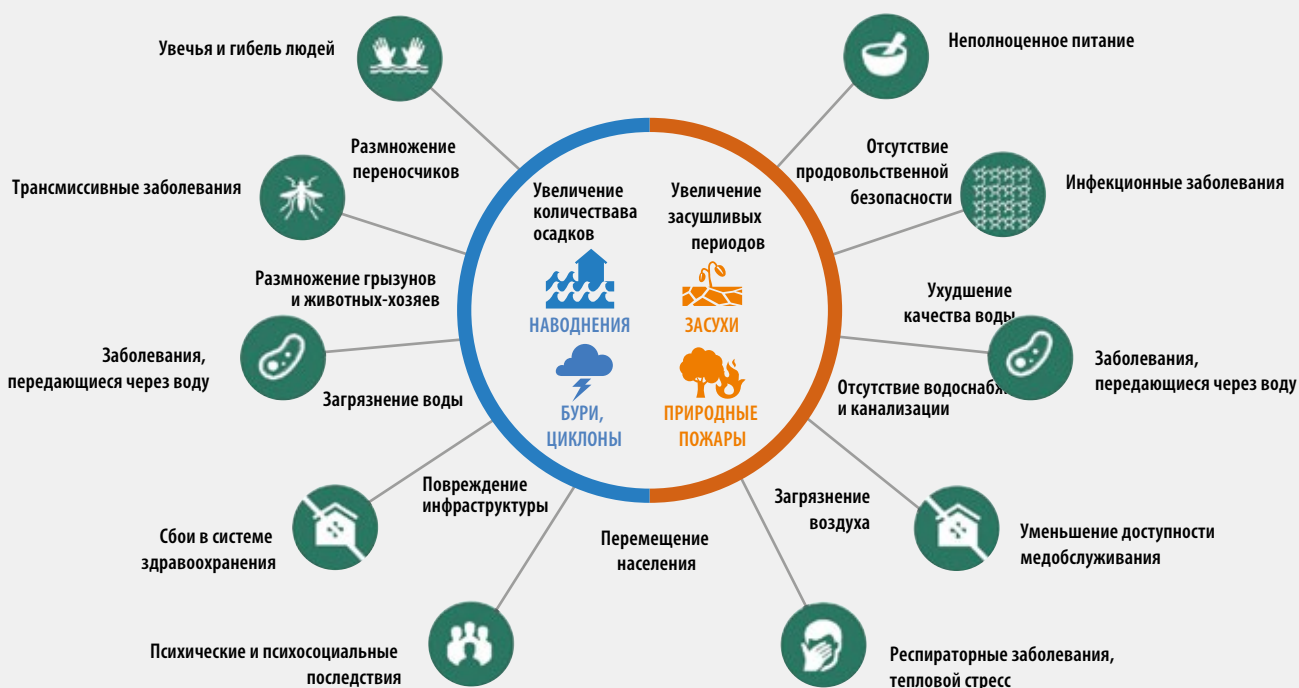 Увечья и гибель людей
Неполноценное питание
Размножение
переносчиков
Отсутствие
продовольственной
безопасности
Трансмиссивные заболевания
Инфекционные заболевания
Увеличение
количествава
осадков
Увеличение
засушливых
периодов
Размножение грызунов
и животных-хозяев
Ухудшение
качества воды
НАВОДНЕНИЯ
ЗАСУХИ
Заболевания,
передающиеся через воду
Заболевания,
передающиеся через воду
Загрязнение воды
Отсутствие
и канализации
БУРИ,
ЦИКЛОНЫ
ПРИРОДНЫЕ
ПОЖАРЫ
Повреждение
инфраструктуры
Загрязнение
воздуха
Сбои в системе
здравоохранения
Перемещение
населения
Уменьшение доступности
медобслуживания
Психические и психосоциальные
последствия
Респираторные заболевания,
тепловой стресс